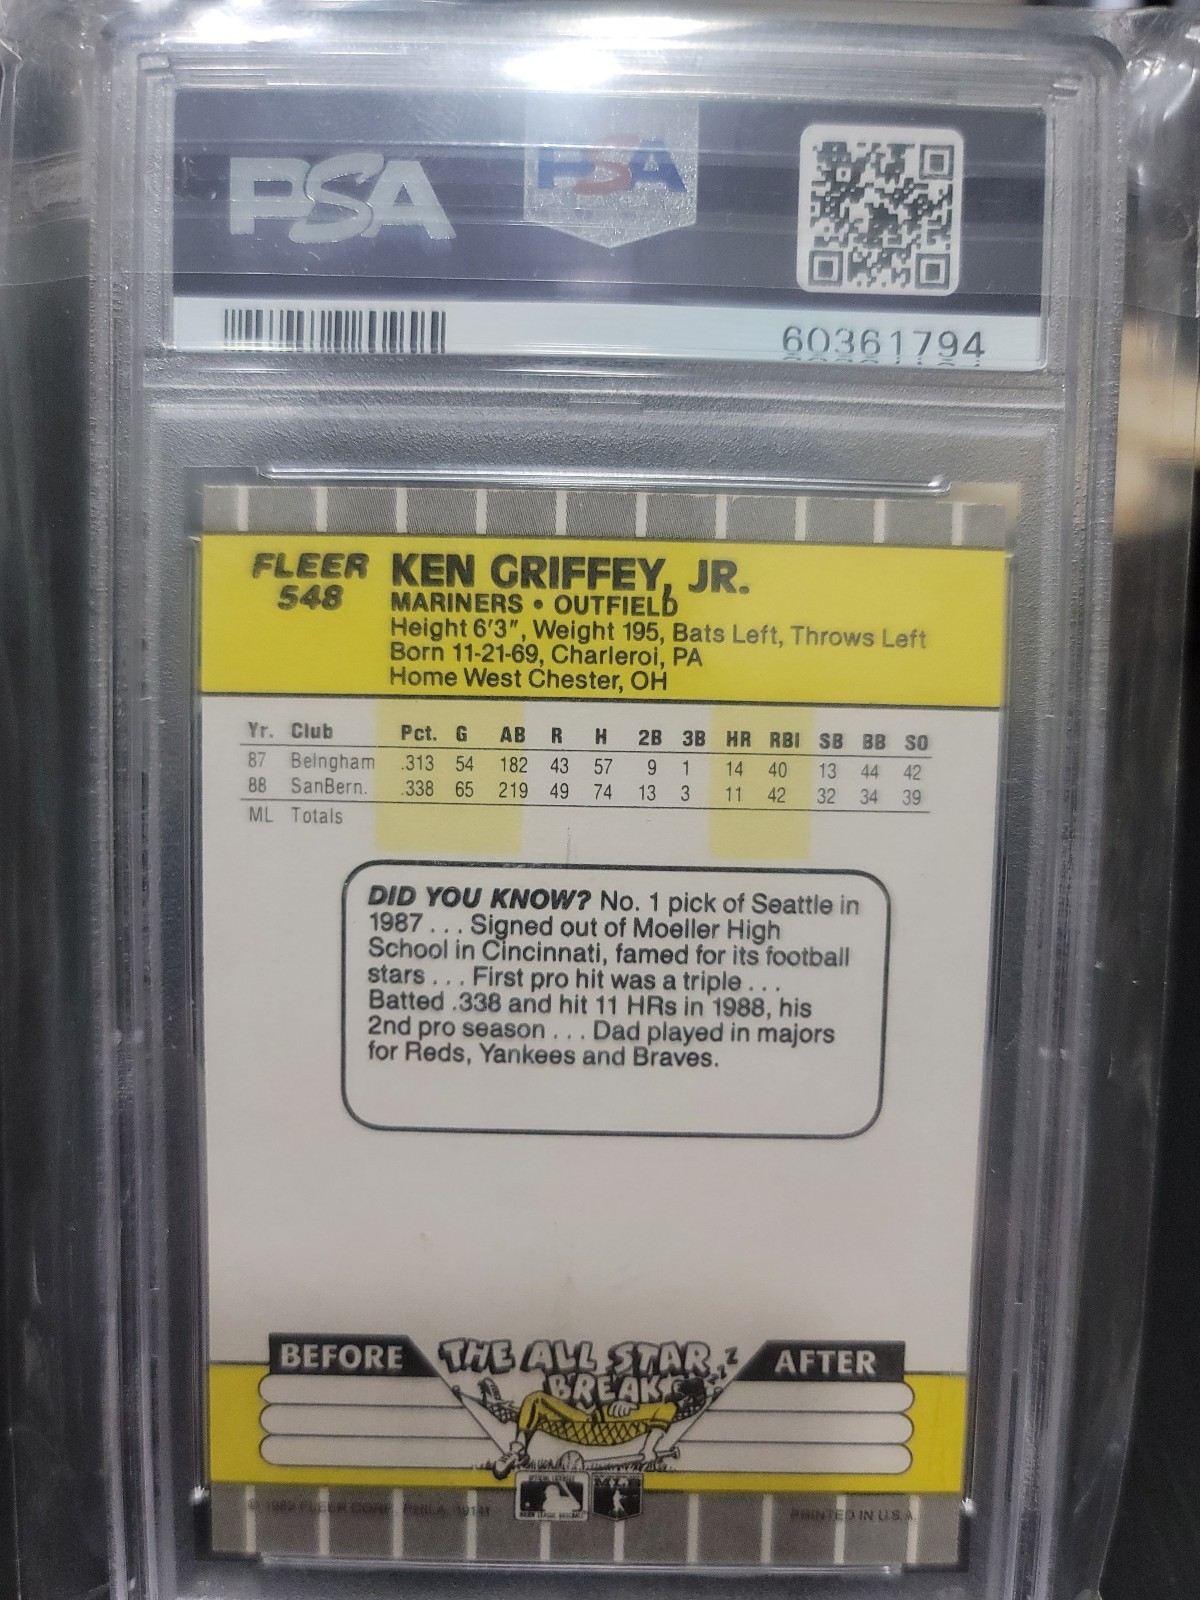 PSA
PSA
60361794
FLEER
548
KEN GRIFFEY, JR.
MARINERS • OUTFIELD
Height 6'3", Weight 195, Bats Left, Throws Left
Born 11-21-69, Charleroi, PA
Home West Chester, OH
Yr. Club Pct. G AB R H 2B 3B HR RBI SB BB SO
87 Belngham .313 54 182 43 57 9 1 14 40 13 44 42
88 SanBern. .338 65 219 49 74 13 3 11 42 32 34 39
ML Totals
DID YOU KNOW? No. 1 pick of Seattle in
1987 . . . Signed out of Moeller High
School in Cincinnati, famed for its football
stars . . . First pro hit was a triple . . .
Batted .338 and hit 11 HRs in 1988, his
2nd pro season . . . Dad played in majors
for Reds, Yankees and Braves.
BEFORE
THE ALL STAR
BREAK
ZZZ
AFTER
FLEER CORP. PHILA. 19141
MLB
PRINTED IN U.S.A.